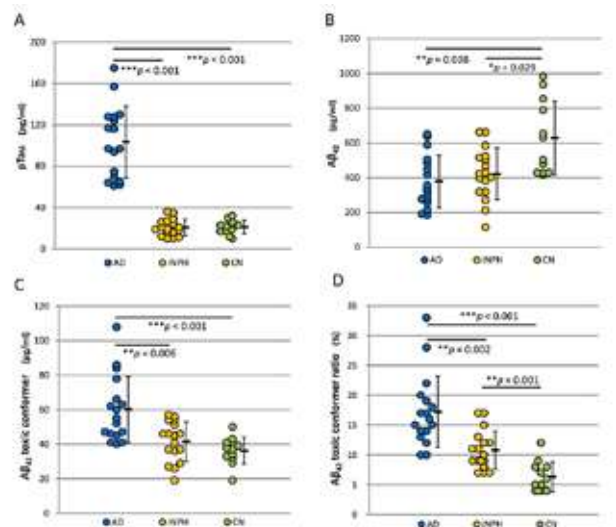 A
pTau (pg/ml)
200
160
120
80
40
0
***p < 0.001
***p < 0.001
AD
iNPH
CN
B
Aβ42 (pg/ml)
1200
1000
800
600
400
200
0
**p = 0.008
*p = 0.029
AD
iNPH
CN
C
Aβ42 toxic conformer (pg/ml)
120
100
80
60
40
20
0
***p < 0.001
**p = 0.006
AD
iNPH
CN
D
Aβ42 toxic conformer ratio (%)
35
30
25
20
15
10
5
0
***p < 0.001
**p = 0.002
**p = 0.001
AD
iNPH
CN